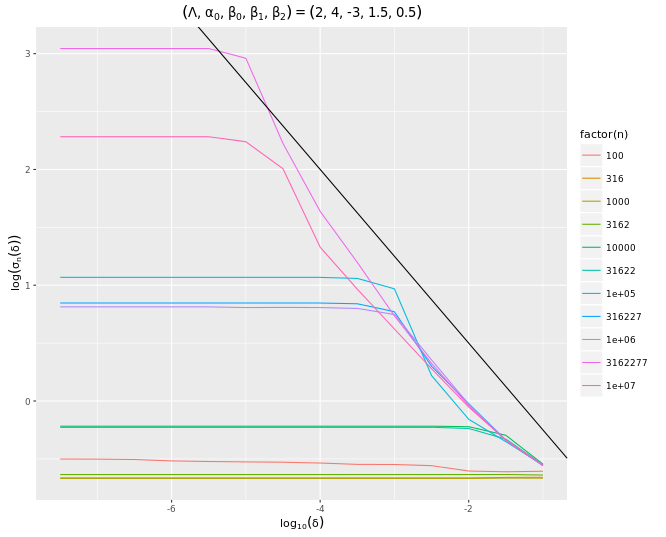 (Λ, α₀, β₀, β₁, β₂) = (2, 4, -3, 1.5, 0.5)
log(σₙ(δ))
3
2
1
0
-6
-4
-2
log₁₀(δ)
factor(n)
100
316
1000
3162
10000
31622
1e+05
316227
1e+06
3162277
1e+07